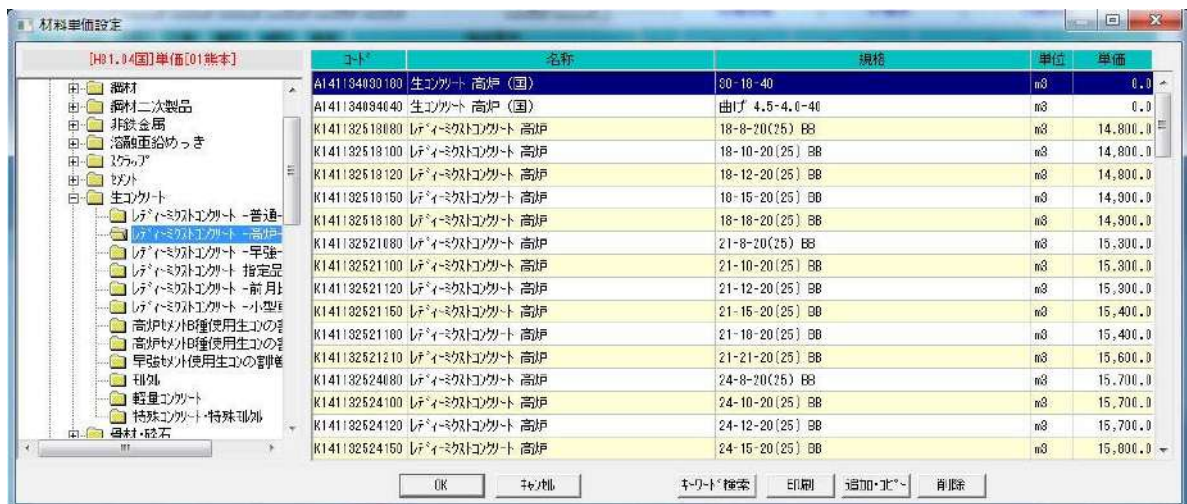 材料単価設定
[H31.04国]単価[01熊本]
鋼材
鋼材二次製品
非鉄金属
溶融亜鉛めっき
ｽｸﾗｯﾌﾟ
ｾﾒﾝﾄ
生ｺﾝｸﾘｰﾄ
ﾚﾃﾞｨｰﾐｸｽﾄｺﾝｸﾘｰﾄ -普通-
ﾚﾃﾞｨｰﾐｸｽﾄｺﾝｸﾘｰﾄ -高炉-
ﾚﾃﾞｨｰﾐｸｽﾄｺﾝｸﾘｰﾄ -早強-
ﾚﾃﾞｨｰﾐｸｽﾄｺﾝｸﾘｰﾄ 指定品
ﾚﾃﾞｨｰﾐｸｽﾄｺﾝｸﾘｰﾄ -前月
ﾚﾃﾞｨｰﾐｸｽﾄｺﾝｸﾘｰﾄ -小型
高炉ｾﾒﾝﾄB種使用生ｺﾝの
高炉ｾﾒﾝﾄB種使用生ｺﾝの
早強ｾﾒﾝﾄ使用生ｺﾝの割増
ﾓﾙﾀﾙ
軽量ｺﾝｸﾘｰﾄ
特殊ｺﾝｸﾘｰﾄ・特殊ﾓﾙﾀﾙ
骨材・砕石
ｺｰﾄﾞ 名称 規格 単位 単価
A141134030180 生ｺﾝｸﾘｰﾄ 高炉 (国) 30-18-40 m3 0.0
A141134084040 生ｺﾝｸﾘｰﾄ 高炉 (国) 曲げ 4.5-4.0-40 m3 0.0
K141132518080 ﾚﾃﾞｨｰﾐｸｽﾄｺﾝｸﾘｰﾄ 高炉 18-8-20(25) BB m3 14,800.0
K141132518100 ﾚﾃﾞｨｰﾐｸｽﾄｺﾝｸﾘｰﾄ 高炉 18-10-20(25) BB m3 14,800.0
K141132518120 ﾚﾃﾞｨｰﾐｸｽﾄｺﾝｸﾘｰﾄ 高炉 18-12-20(25) BB m3 14,800.0
K141132518150 ﾚﾃﾞｨｰﾐｸｽﾄｺﾝｸﾘｰﾄ 高炉 18-15-20(25) BB m3 14,900.0
K141132518180 ﾚﾃﾞｨｰﾐｸｽﾄｺﾝｸﾘｰﾄ 高炉 18-18-20(25) BB m3 14,900.0
K141132521080 ﾚﾃﾞｨｰﾐｸｽﾄｺﾝｸﾘｰﾄ 高炉 21-8-20(25) BB m3 15,300.0
K141132521100 ﾚﾃﾞｨｰﾐｸｽﾄｺﾝｸﾘｰﾄ 高炉 21-10-20(25) BB m3 15,300.0
K141132521120 ﾚﾃﾞｨｰﾐｸｽﾄｺﾝｸﾘｰﾄ 高炉 21-12-20(25) BB m3 15,300.0
K141132521150 ﾚﾃﾞｨｰﾐｸｽﾄｺﾝｸﾘｰﾄ 高炉 21-15-20(25) BB m3 15,400.0
K141132521180 ﾚﾃﾞｨｰﾐｸｽﾄｺﾝｸﾘｰﾄ 高炉 21-18-20(25) BB m3 15,400.0
K141132521210 ﾚﾃﾞｨｰﾐｸｽﾄｺﾝｸﾘｰﾄ 高炉 21-21-20(25) BB m3 15,600.0
K141132524080 ﾚﾃﾞｨｰﾐｸｽﾄｺﾝｸﾘｰﾄ 高炉 24-8-20(25) BB m3 15,700.0
K141132524100 ﾚﾃﾞｨｰﾐｸｽﾄｺﾝｸﾘｰﾄ 高炉 24-10-20(25) BB m3 15,700.0
K141132524120 ﾚﾃﾞｨｰﾐｸｽﾄｺﾝｸﾘｰﾄ 高炉 24-12-20(25) BB m3 15,700.0
K141132524150 ﾚﾃﾞｨｰﾐｸｽﾄｺﾝｸﾘｰﾄ 高炉 24-15-20(25) BB m3 15,800.0
OK ｷｬﾝｾﾙ ｷｰﾜｰﾄﾞ検索 印刷 追加・ｺﾋﾟｰ 削除